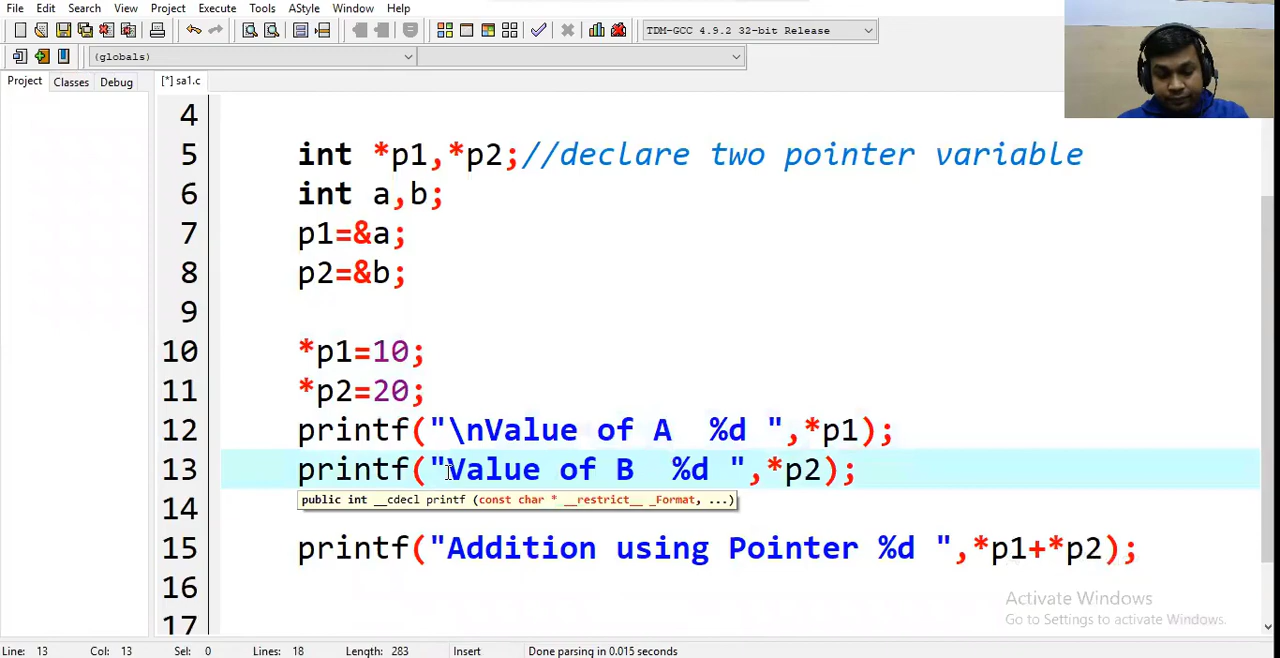 File Edit Search View Project Execute Tools AStyle Window Help
TDM-GCC 4.9.2 32-bit Release
(globals)
Project Classes Debug [*] sa1.c
4
5 int *p1,*p2;//declare two pointer variable
6 int a,b;
7 p1=&a;
8 p2=&b;
9
10 *p1=10;
11 *p2=20;
12 printf("\nValue of A  %d ",*p1);
13 printf("Value of B  %d ",*p2);
public int __cdecl printf (const char * __restrict__ _Format, ...)
14
15 printf("Addition using Pointer %d ",*p1+*p2);
16
17
Activate Windows
Go to Settings to activate Windows.
Line: 13 Col: 13 Sel: 0 Lines: 18 Length: 283 Insert Done parsing in 0.015 seconds